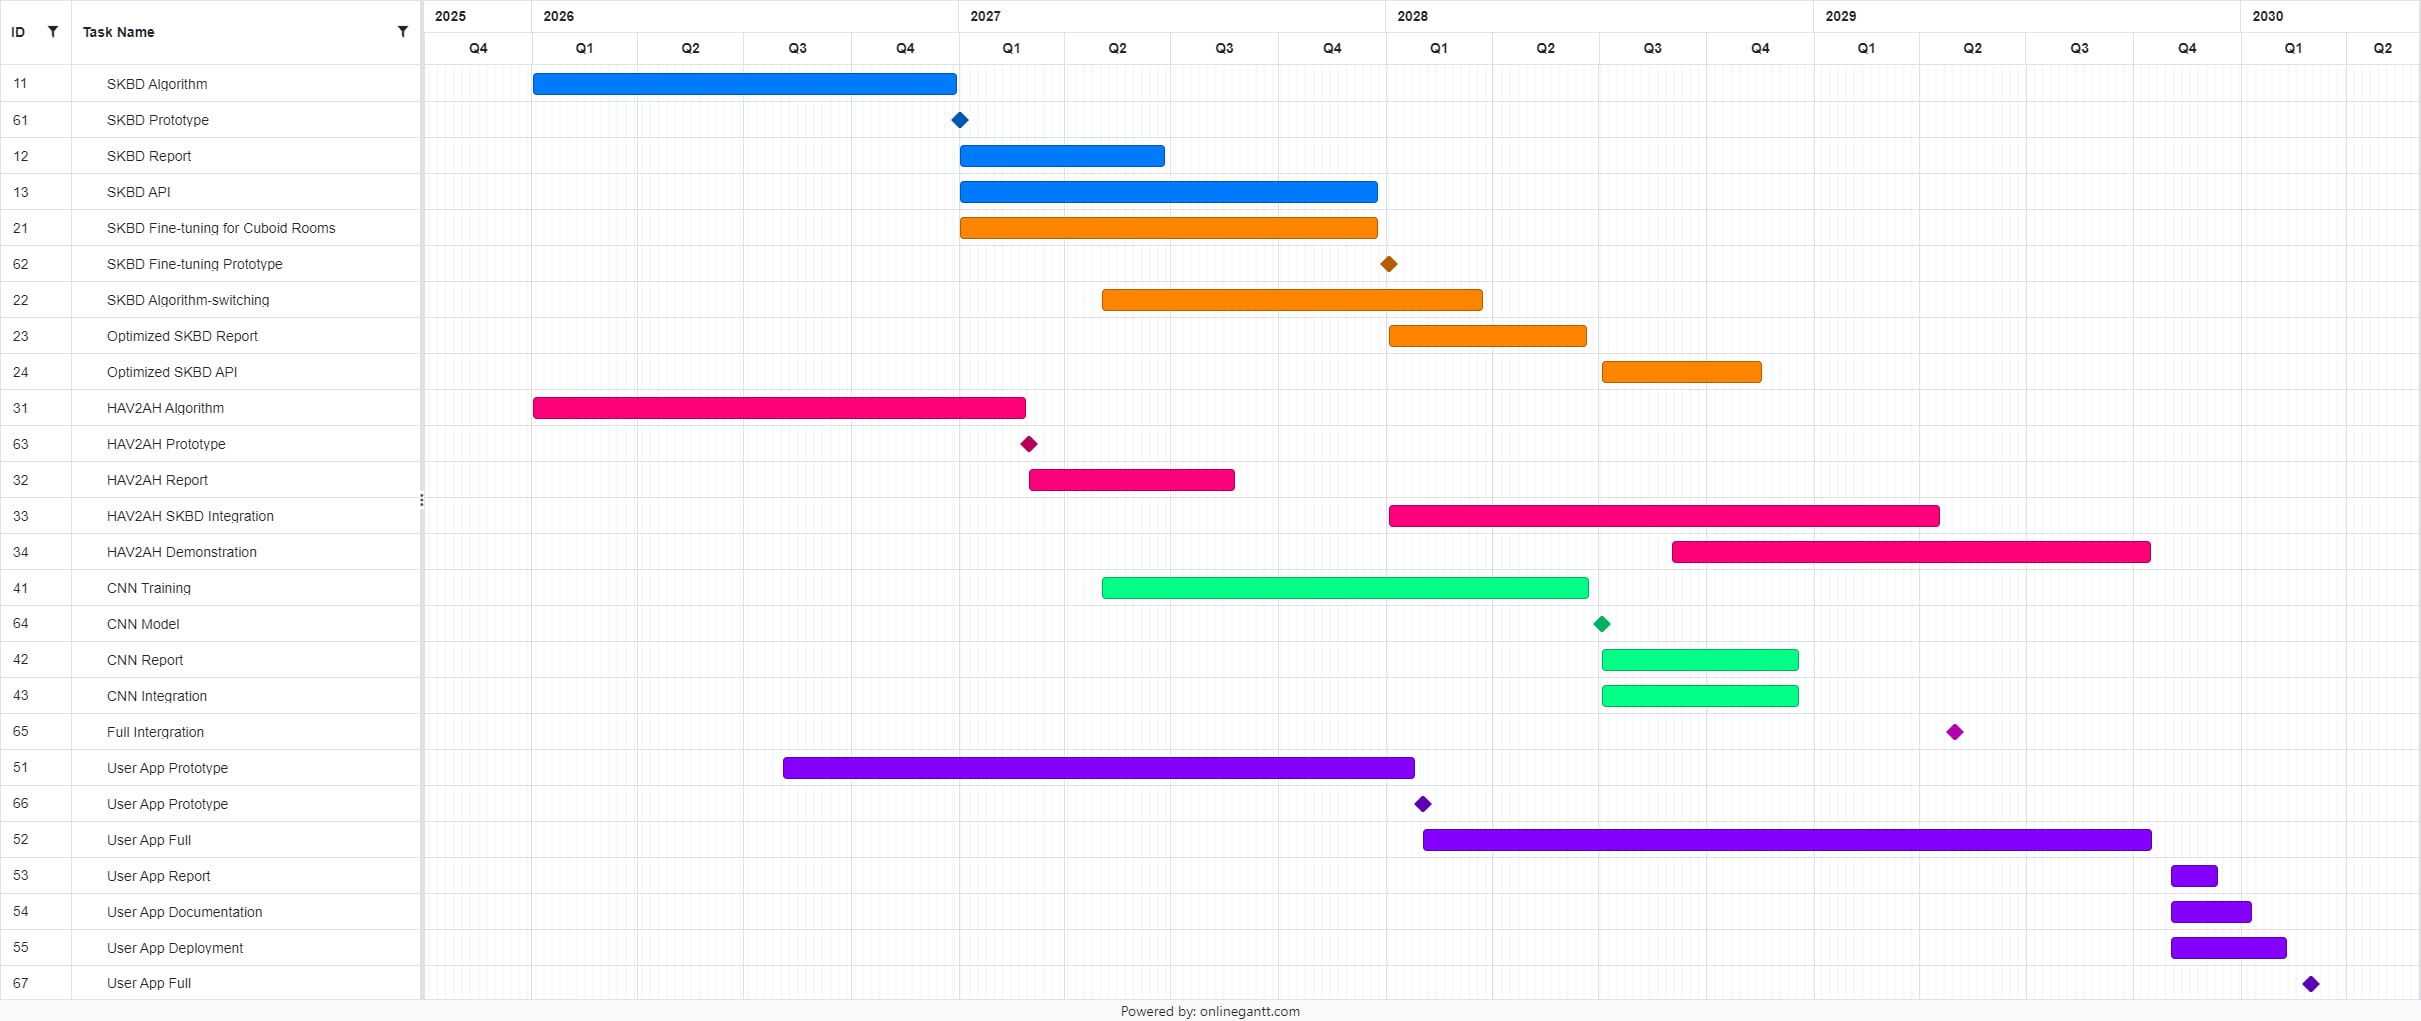 2025 2026 2027 2028 2029 2030
ID Task Name
Q4 Q1 Q2 Q3 Q4 Q1 Q2 Q3 Q4 Q1 Q2 Q3 Q4 Q1 Q2 Q3 Q4 Q1 Q2
11 SKBD Algorithm
61 SKBD Prototype
12 SKBD Report
13 SKBD API
21 SKBD Fine-tuning for Cuboid Rooms
62 SKBD Fine-tuning Prototype
22 SKBD Algorithm-switching
23 Optimized SKBD Report
24 Optimized SKBD API
31 HAV2AH Algorithm
63 HAV2AH Prototype
32 HAV2AH Report
33 HAV2AH SKBD Integration
34 HAV2AH Demonstration
41 CNN Training
64 CNN Model
42 CNN Report
43 CNN Integration
65 Full Intergration
51 User App Prototype
66 User App Prototype
52 User App Full
53 User App Report
54 User App Documentation
55 User App Deployment
67 User App Full
Powered by: onlinegantt.com